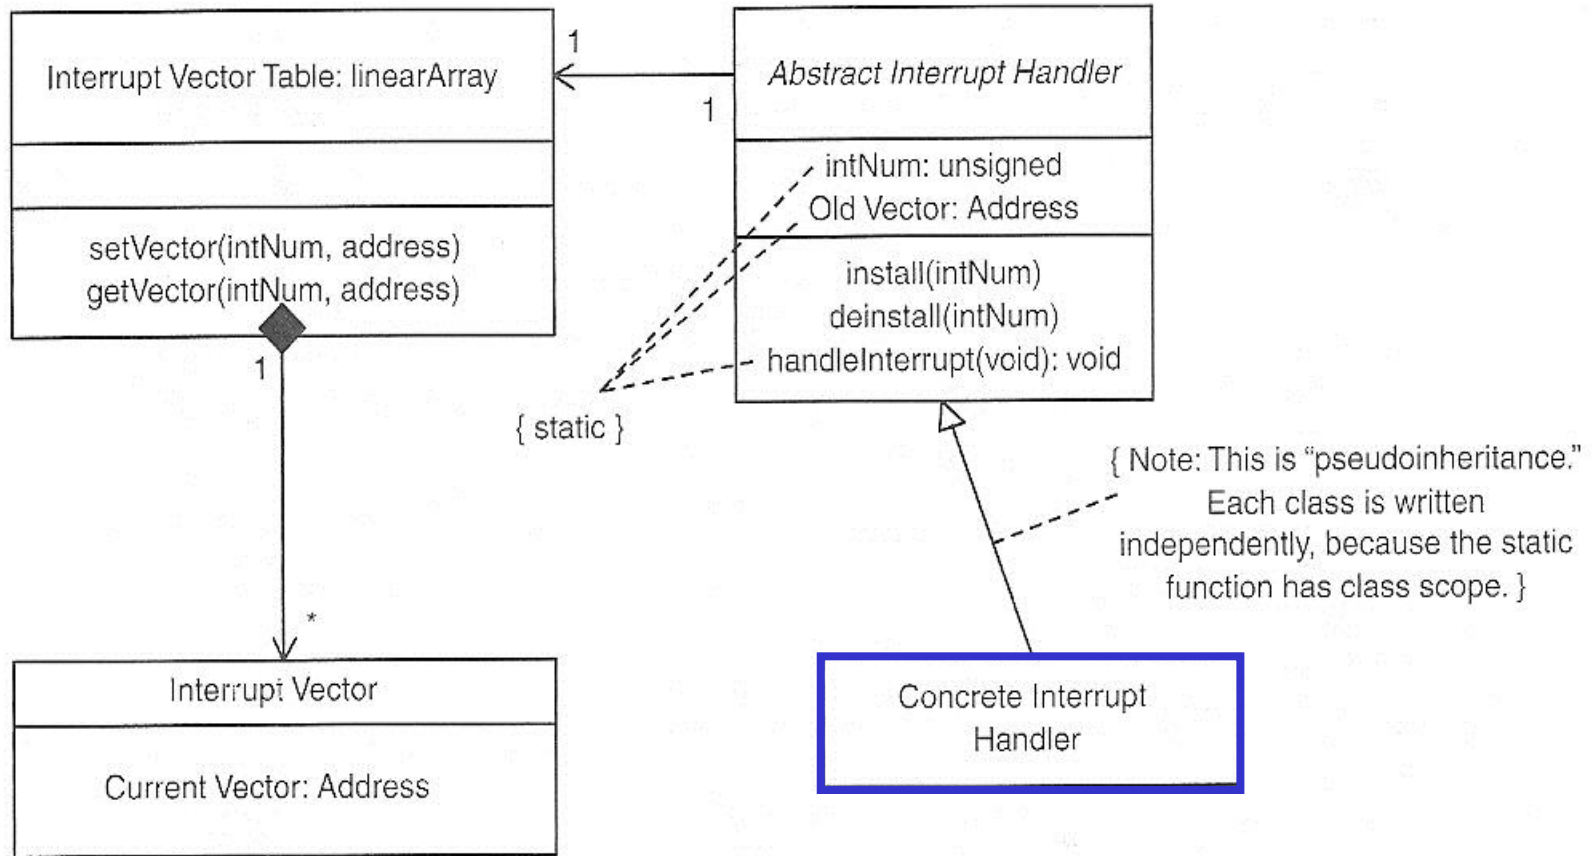 Interrupt Vector Table: linearArray
setVector(intNum, address)
getVector(intNum, address)
1
1
Abstract Interrupt Handler
intNum: unsigned
Old Vector: Address
install(intNum)
deinstall(intNum)
handleInterrupt(void): void
{ static }
1
*
{ Note: This is “pseudoinheritance.”
Each class is written
independently, because the static
function has class scope. }
Interrupt Vector
Current Vector: Address
Concrete Interrupt
Handler